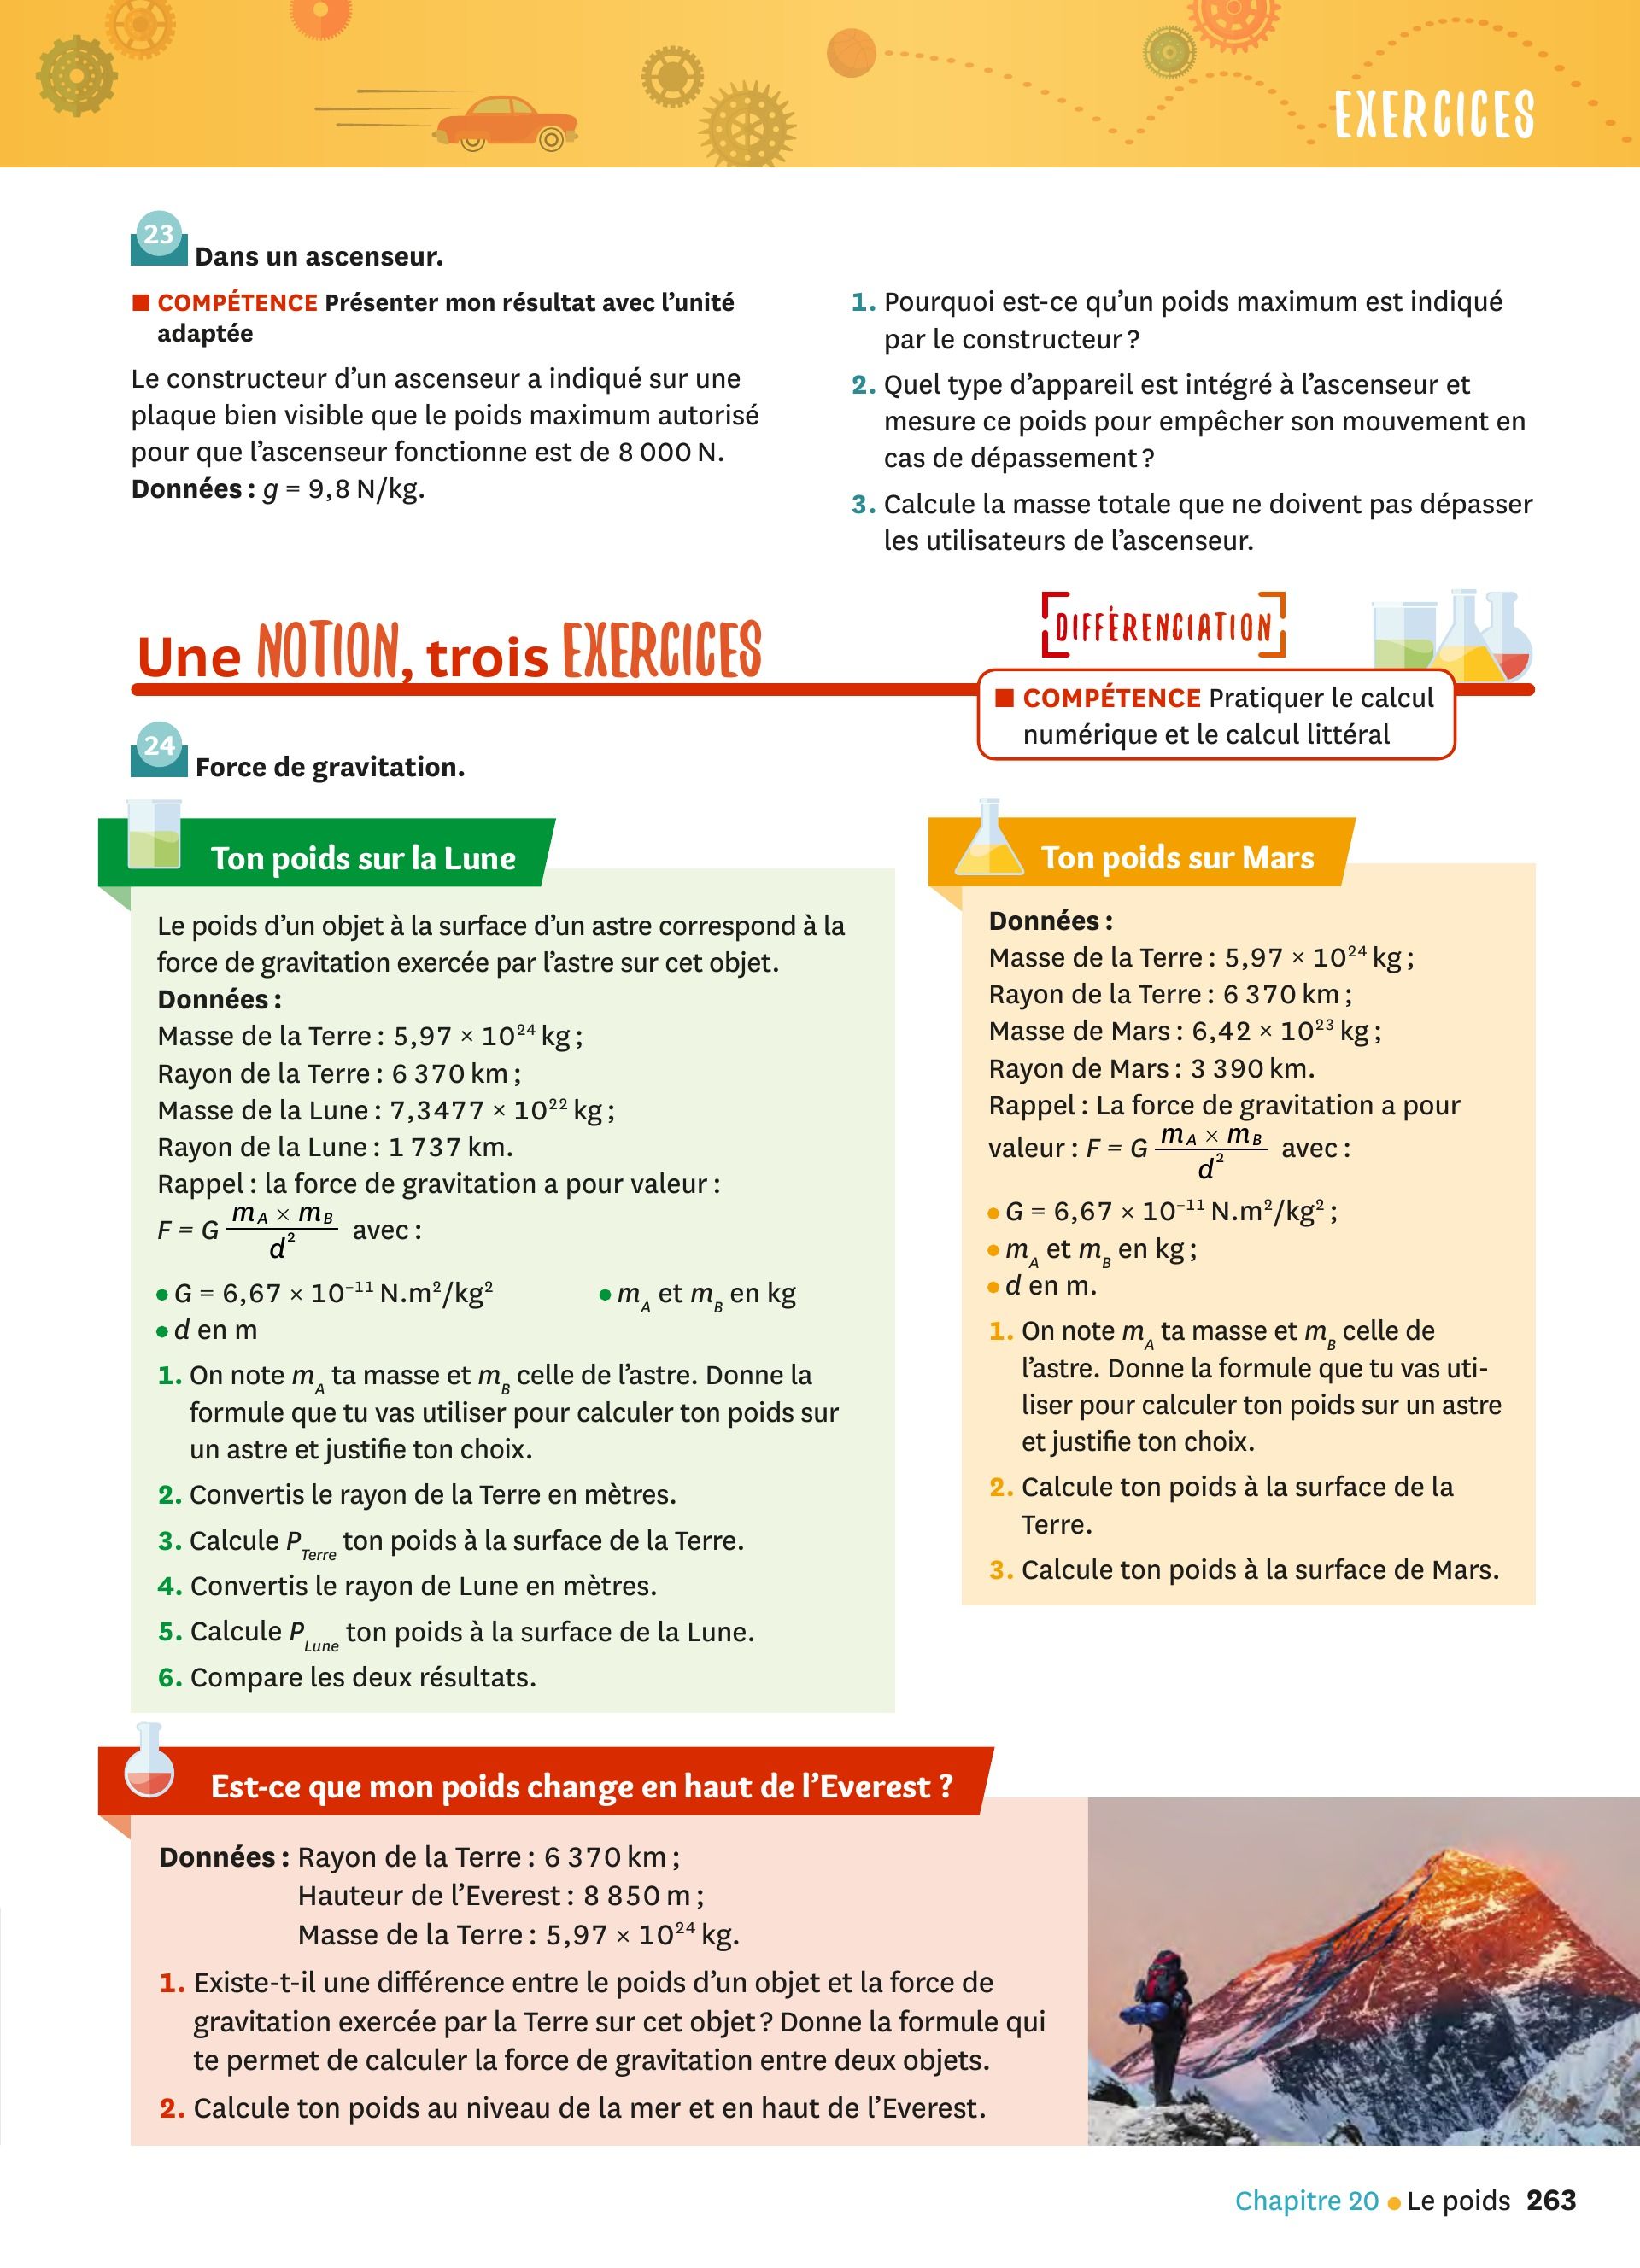 EXERCICES
23
Dans un ascenseur.
■ COMPÉTENCE Présenter mon résultat avec l’unité
adaptée
Le constructeur d’un ascenseur a indiqué sur une
plaque bien visible que le poids maximum autorisé
pour que l’ascenseur fonctionne est de 8 000 N.
Données : g = 9,8 N/kg.
1. Pourquoi est-ce qu’un poids maximum est indiqué
par le constructeur ?
2. Quel type d’appareil est intégré à l’ascenseur et
mesure ce poids pour empêcher son mouvement en
cas de dépassement ?
3. Calcule la masse totale que ne doivent pas dépasser
les utilisateurs de l’ascenseur.
Une NOTION, trois EXERCICES
DIFFÉRENCIATION
■ COMPÉTENCE Pratiquer le calcul
numérique et le calcul littéral
24
Force de gravitation.
Ton poids sur la Lune
Le poids d’un objet à la surface d’un astre correspond à la
force de gravitation exercée par l’astre sur cet objet.
Données :
Masse de la Terre : 5,97 × 10²⁴ kg ;
Rayon de la Terre : 6 370 km ;
Masse de la Lune : 7,3477 × 10²² kg ;
Rayon de la Lune : 1 737 km.
Rappel : la force de gravitation a pour valeur :
F = G (m_A × m_B)/d² avec :
• G = 6,67 × 10⁻¹¹ N.m²/kg² • m_A et m_B en kg
• d en m
1. On note m_A ta masse et m_B celle de l’astre. Donne la
formule que tu vas utiliser pour calculer ton poids sur
un astre et justifie ton choix.
2. Convertis le rayon de la Terre en mètres.
3. Calcule P_Terre ton poids à la surface de la Terre.
4. Convertis le rayon de Lune en mètres.
5. Calcule P_Lune ton poids à la surface de la Lune.
6. Compare les deux résultats.
Ton poids sur Mars
Données :
Masse de la Terre : 5,97 × 10²⁴ kg ;
Rayon de la Terre : 6 370 km ;
Masse de Mars : 6,42 × 10²³ kg ;
Rayon de Mars : 3 390 km.
Rappel : La force de gravitation a pour
valeur : F = G (m_A × m_B)/d² avec :
• G = 6,67 × 10⁻¹¹ N.m²/kg² ;
• m_A et m_B en kg ;
• d en m.
1. On note m_A ta masse et m_B celle de
l’astre. Donne la formule que tu vas uti-
liser pour calculer ton poids sur un astre
et justifie ton choix.
2. Calcule ton poids à la surface de la
Terre.
3. Calcule ton poids à la surface de Mars.
Est-ce que mon poids change en haut de l’Everest ?
Données : Rayon de la Terre : 6 370 km ;
Hauteur de l’Everest : 8 850 m ;
Masse de la Terre : 5,97 × 10²⁴ kg.
1. Existe-t-il une différence entre le poids d’un objet et la force de
gravitation exercée par la Terre sur cet objet ? Donne la formule qui
te permet de calculer la force de gravitation entre deux objets.
2. Calcule ton poids au niveau de la mer et en haut de l’Everest.
Chapitre 20 • Le poids 263